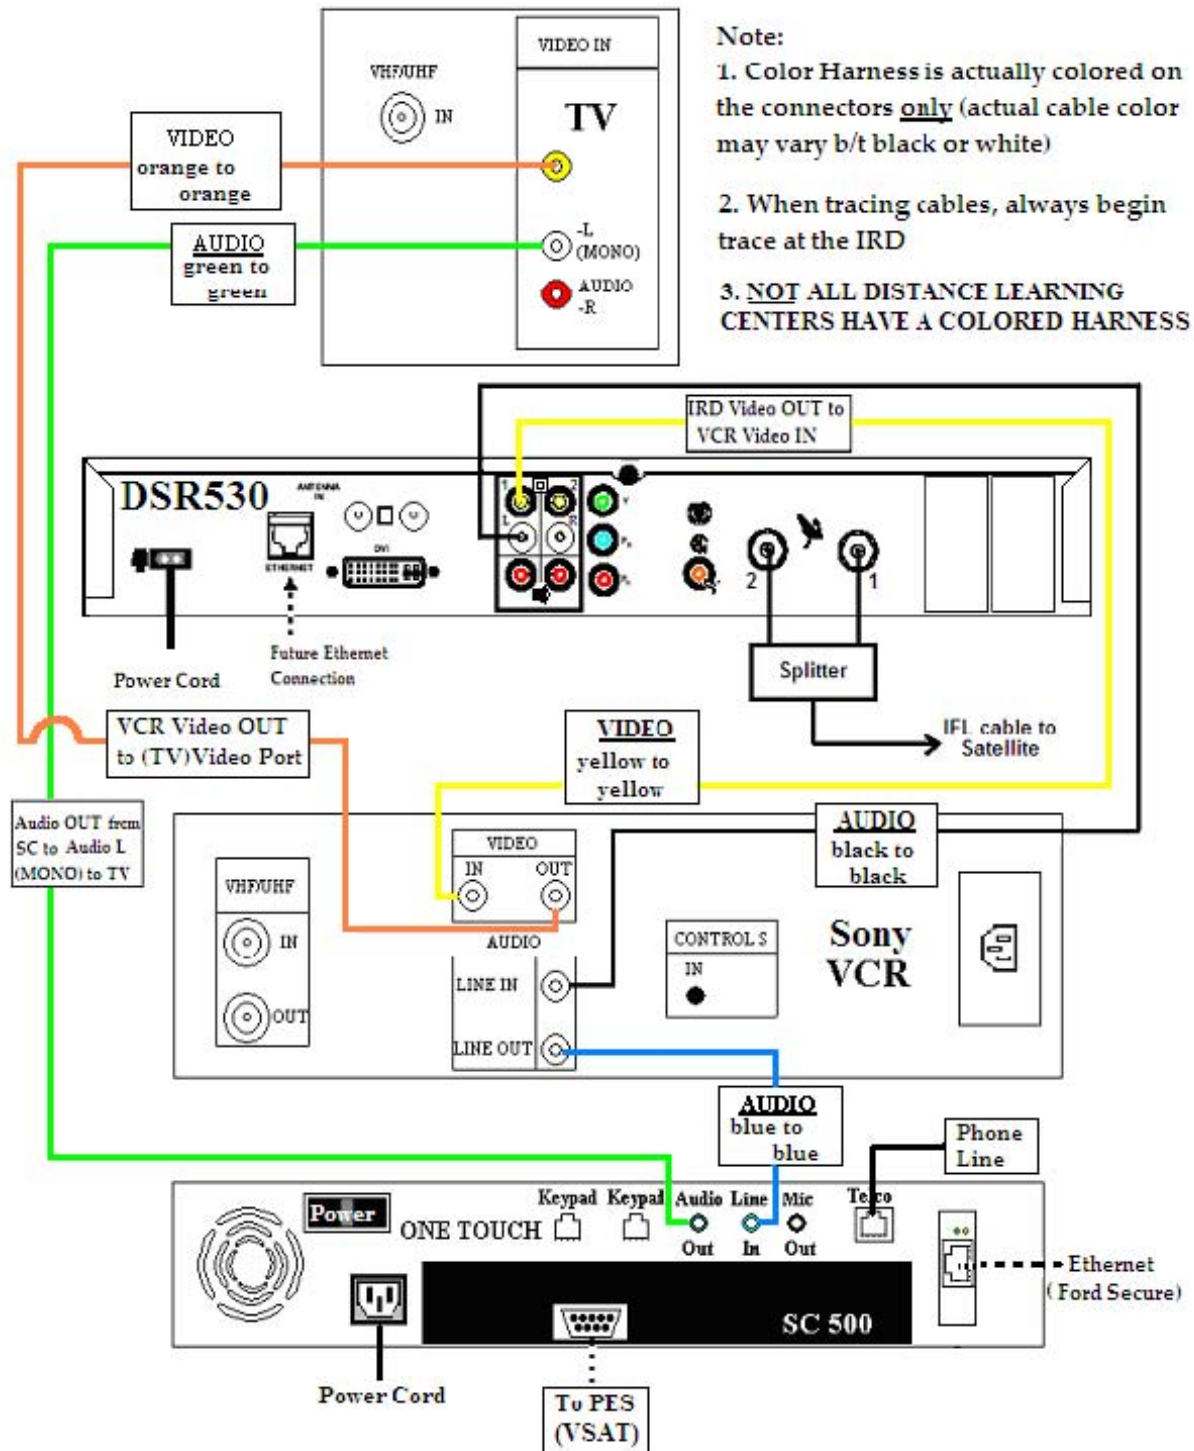 VIDEO IN
VHF/UHF
IN
TV
-L
(MONO)
AUDIO
-R
VIDEO
orange to
orange
AUDIO
green to
green
Note:
1. Color Harness is actually colored on
the connectors only (actual cable color
may vary b/t black or white)
2. When tracing cables, always begin
trace at the IRD
3. NOT ALL DISTANCE LEARNING
CENTERS HAVE A COLORED HARNESS
IRD Video OUT to
VCR Video IN
DSR530
ANTENNA
IN
ETHERNET
DVI
1
2
L
R
Y
2
1
Power Cord
Future Ethernet
Connection
Splitter
IFL cable to
Satellite
VCR Video OUT
to (TV)Video Port
VIDEO
yellow to
yellow
Audio OUT from
SC to Audio L
(MONO) to TV
AUDIO
black to
black
VHF/UHF
IN
OUT
VIDEO
IN
OUT
AUDIO
LINE IN
LINE OUT
CONTROL S
IN
Sony
VCR
AUDIO
blue to
blue
Phone
Line
Power
ONE TOUCH
Keypad
Keypad
Audio
Out
Line
In
Mic
Out
Telco
Ethernet
(Ford Secure)
SC 500
Power Cord
To PES
(VSAT)